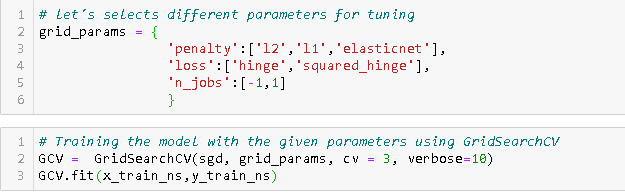 1 # Let's selects different parameters for tuning
2 grid_params = {
3 'penalty':['l2','l1','elasticnet'],
4 'loss':['hinge','squared_hinge'],
5 'n_jobs':[-1,1]
6 }
1 # Training the model with the given parameters using GridSearchCV
2 GCV = GridSearchCV(sgd, grid_params, cv = 3, verbose=10)
3 GCV.fit(x_train_ns,y_train_ns)